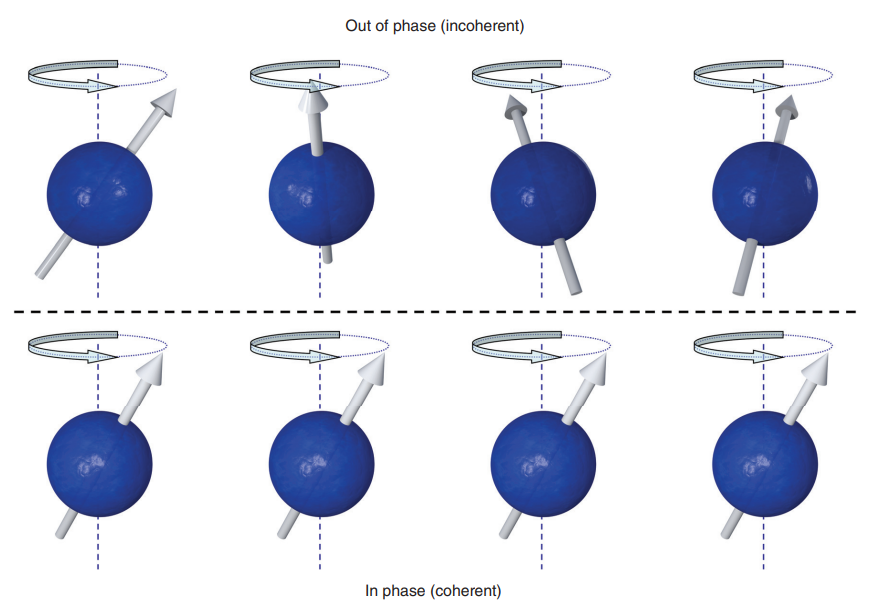 Out of phase (incoherent)
In phase (coherent)